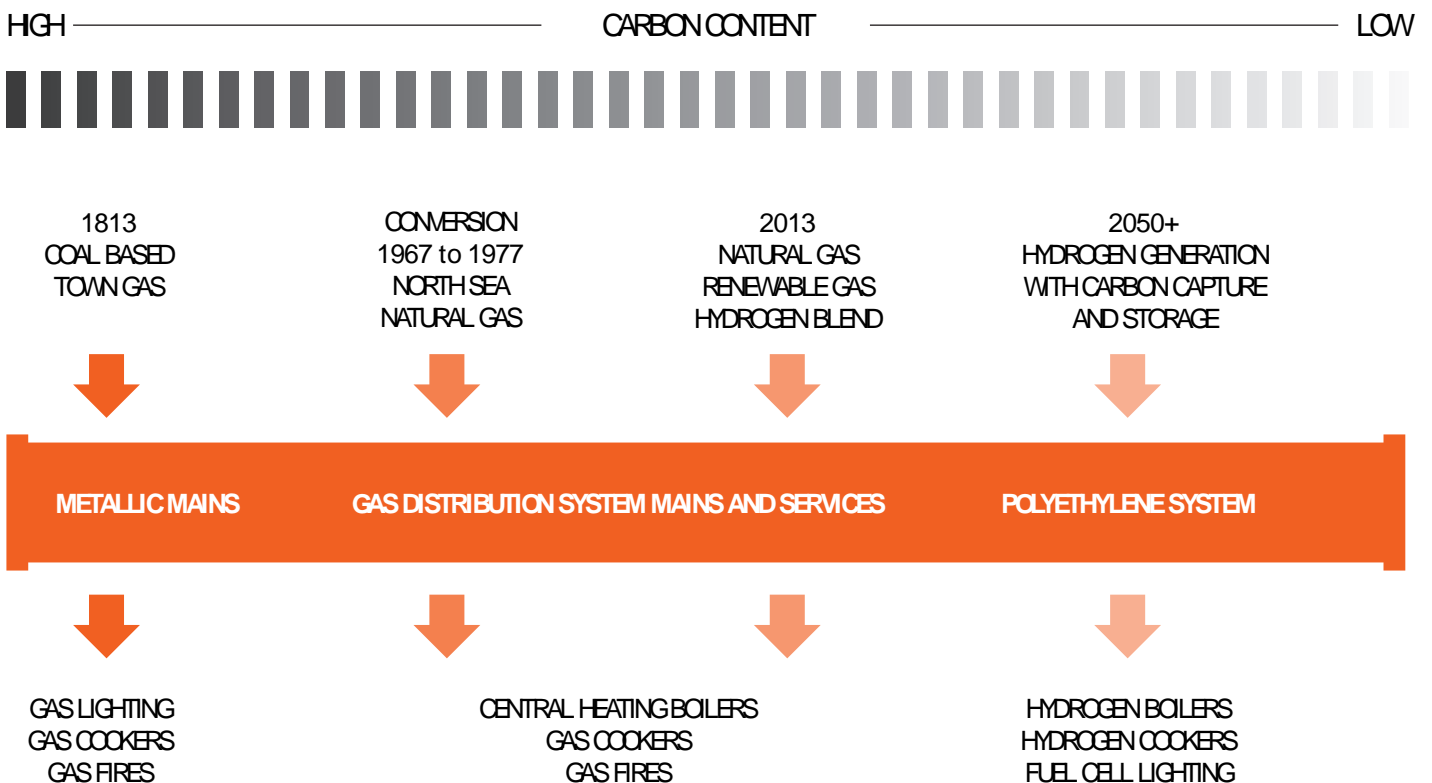 HIGH CARBON CONTENT LOW
1813
COAL BASED
TOWN GAS
CONVERSION
1967 to 1977
NORTH SEA
NATURAL GAS
2013
NATURAL GAS
RENEWABLE GAS
HYDROGEN BLEND
2050+
HYDROGEN GENERATION
WITH CARBON CAPTURE
AND STORAGE
METALLIC MAINS GAS DISTRIBUTION SYSTEM MAINS AND SERVICES POLYETHYLENE SYSTEM
GAS LIGHTING
GAS COOKERS
GAS FIRES
CENTRAL HEATING BOILERS
GAS COOKERS
GAS FIRES
HYDROGEN BOILERS
HYDROGEN COOKERS
FUEL CELL LIGHTING